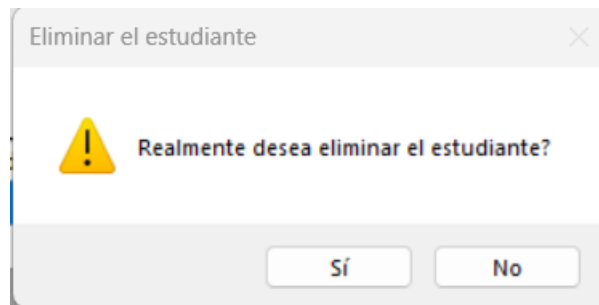 Eliminar el estudiante
Realmente desea eliminar el estudiante?
Sí
No